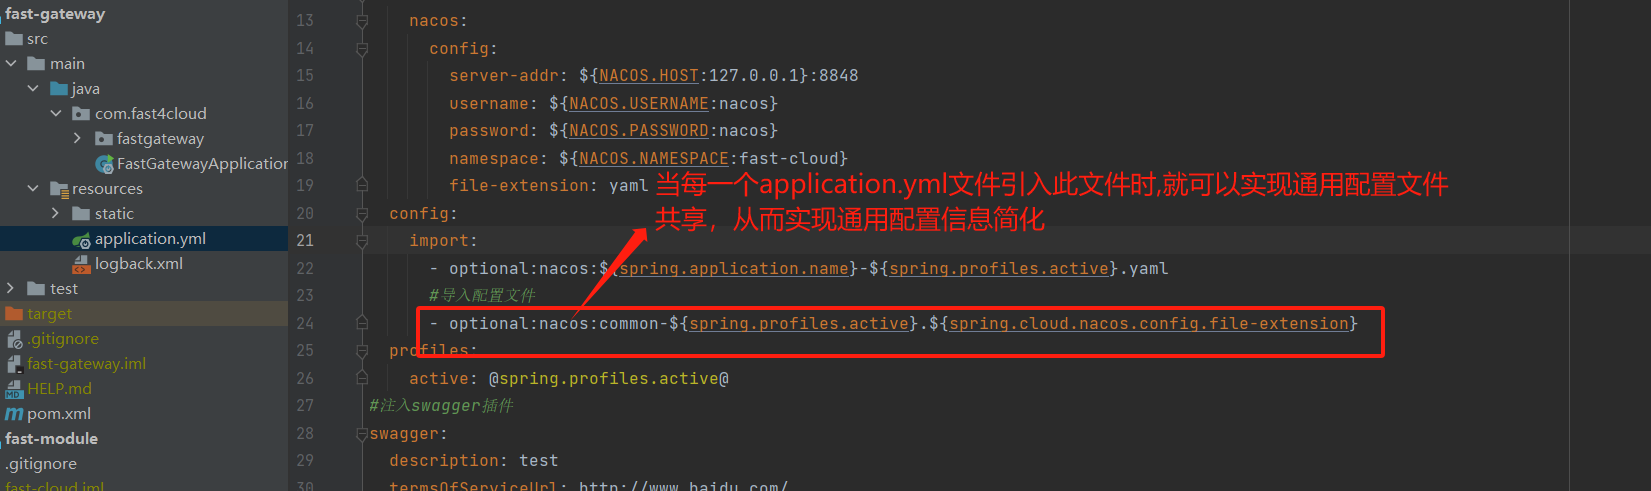 fast-gateway
src
main
java
com.fast4cloud
fastgateway
FastGatewayApplication
resources
static
application.yml
logback.xml
test
target
.gitignore
fast-gateway.iml
HELP.md
pom.xml
fast-module
.gitignore
fast-cloud.iml
13 nacos:
14 config:
15 server-addr: ${NACOS.HOST:127.0.0.1}:8848
16 username: ${NACOS.USERNAME:nacos}
17 password: ${NACOS.PASSWORD:nacos}
18 namespace: ${NACOS.NAMESPACE:fast-cloud}
19 file-extension: yaml
当每一个application.yml文件引入此文件时,就可以实现通用配置文件
共享，从而实现通用配置信息简化
20 config:
21 import:
22 - optional:nacos:${spring.application.name}-${spring.profiles.active}.yaml
23 #导入配置文件
24 - optional:nacos:common-${spring.profiles.active}.${spring.cloud.nacos.config.file-extension}
25 profiles:
26 active: @spring.profiles.active@
27 #注入swagger插件
28 swagger:
29 description: test
30 termsOfServiceUrl: http://www.baidu.com/